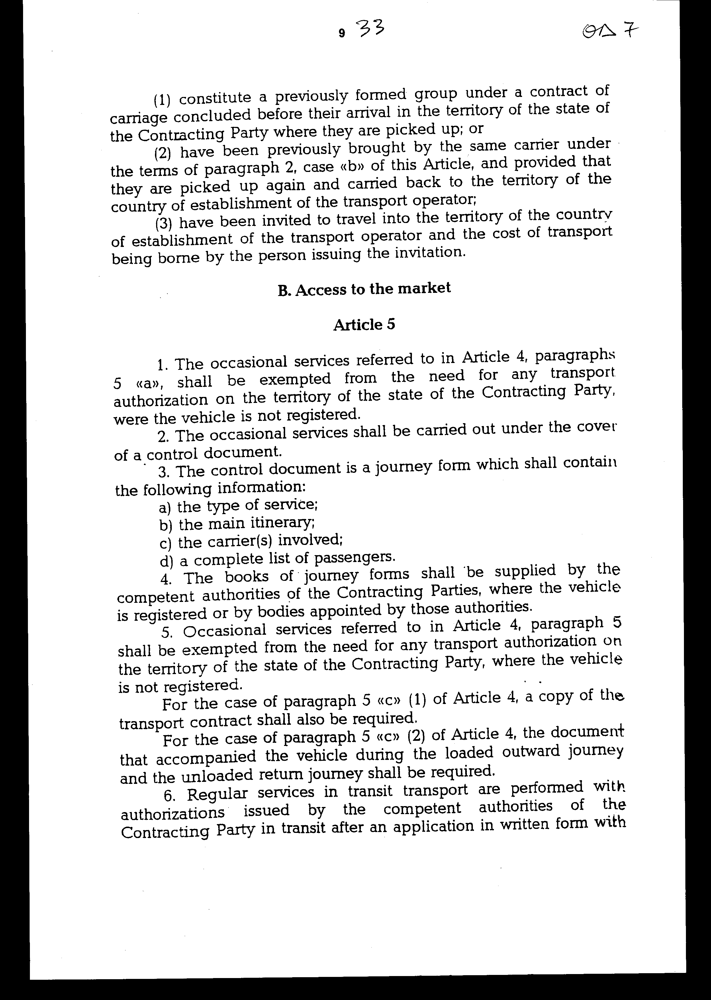 9 33 ΘΔ 7
(1) constitute a previously formed group under a contract of
carriage concluded before their arrival in the territory of the state of
the Contracting Party where they are picked up; or
(2) have been previously brought by the same carrier under
the terms of paragraph 2, case «b» of this Article, and provided that
they are picked up again and carried back to the territory of the
country of establishment of the transport operator;
(3) have been invited to travel into the territory of the country
of establishment of the transport operator and the cost of transport
being borne by the person issuing the invitation.
B. Access to the market
Article 5
1. The occasional services referred to in Article 4, paragraphs
5 «a», shall be exempted from the need for any transport
authorization on the territory of the state of the Contracting Party,
were the vehicle is not registered.
2. The occasional services shall be carried out under the cover
of a control document.
3. The control document is a journey form which shall contain
the following information:
a) the type of service;
b) the main itinerary;
c) the carrier(s) involved;
d) a complete list of passengers.
4. The books of journey forms shall be supplied by the
competent authorities of the Contracting Parties, where the vehicle
is registered or by bodies appointed by those authorities.
5. Occasional services referred to in Article 4, paragraph 5
shall be exempted from the need for any transport authorization on
the territory of the state of the Contracting Party, where the vehicle
is not registered.
For the case of paragraph 5 «c» (1) of Article 4, a copy of the
transport contract shall also be required.
For the case of paragraph 5 «c» (2) of Article 4, the document
that accompanied the vehicle during the loaded outward journey
and the unloaded return journey shall be required.
6. Regular services in transit transport are performed with
authorizations issued by the competent authorities of the
Contracting Party in transit after an application in written form with